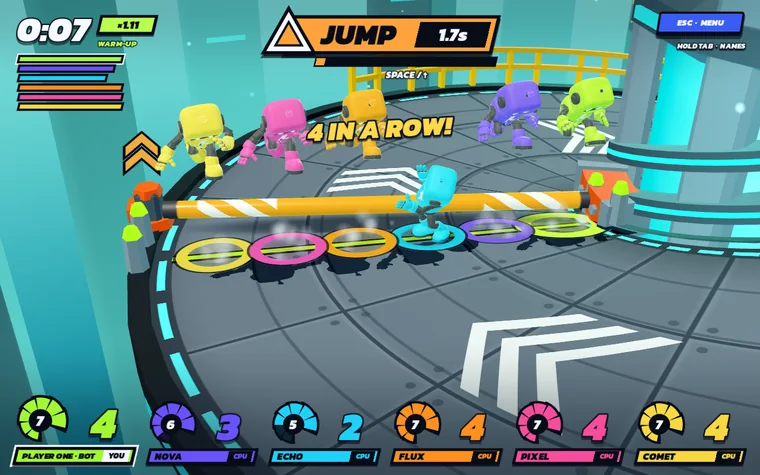 0:07
×1.11
WARM-UP
JUMP
1.7s
SPACE / ↑
ESC · MENU
HOLD TAB · NAMES
4 IN A ROW!
7
4
PLAYER ONE · BOT
YOU
6
3
NOVA
CPU
5
2
ECHO
CPU
7
4
FLUX
CPU
7
4
PIXEL
CPU
7
4
COMET
CPU